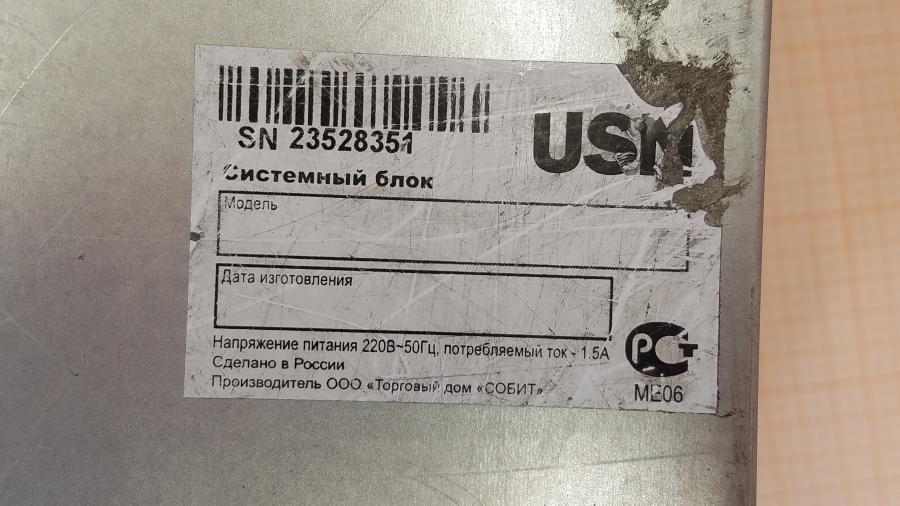 SN 23528351
USN
Системный блок
Модель
Дата изготовления
Напряжение питания 220В~50Гц, потребляемый ток - 1.5А
Сделано в России
Производитель ООО «Торговый дом «СОБИТ»
РСТ
МЕ06